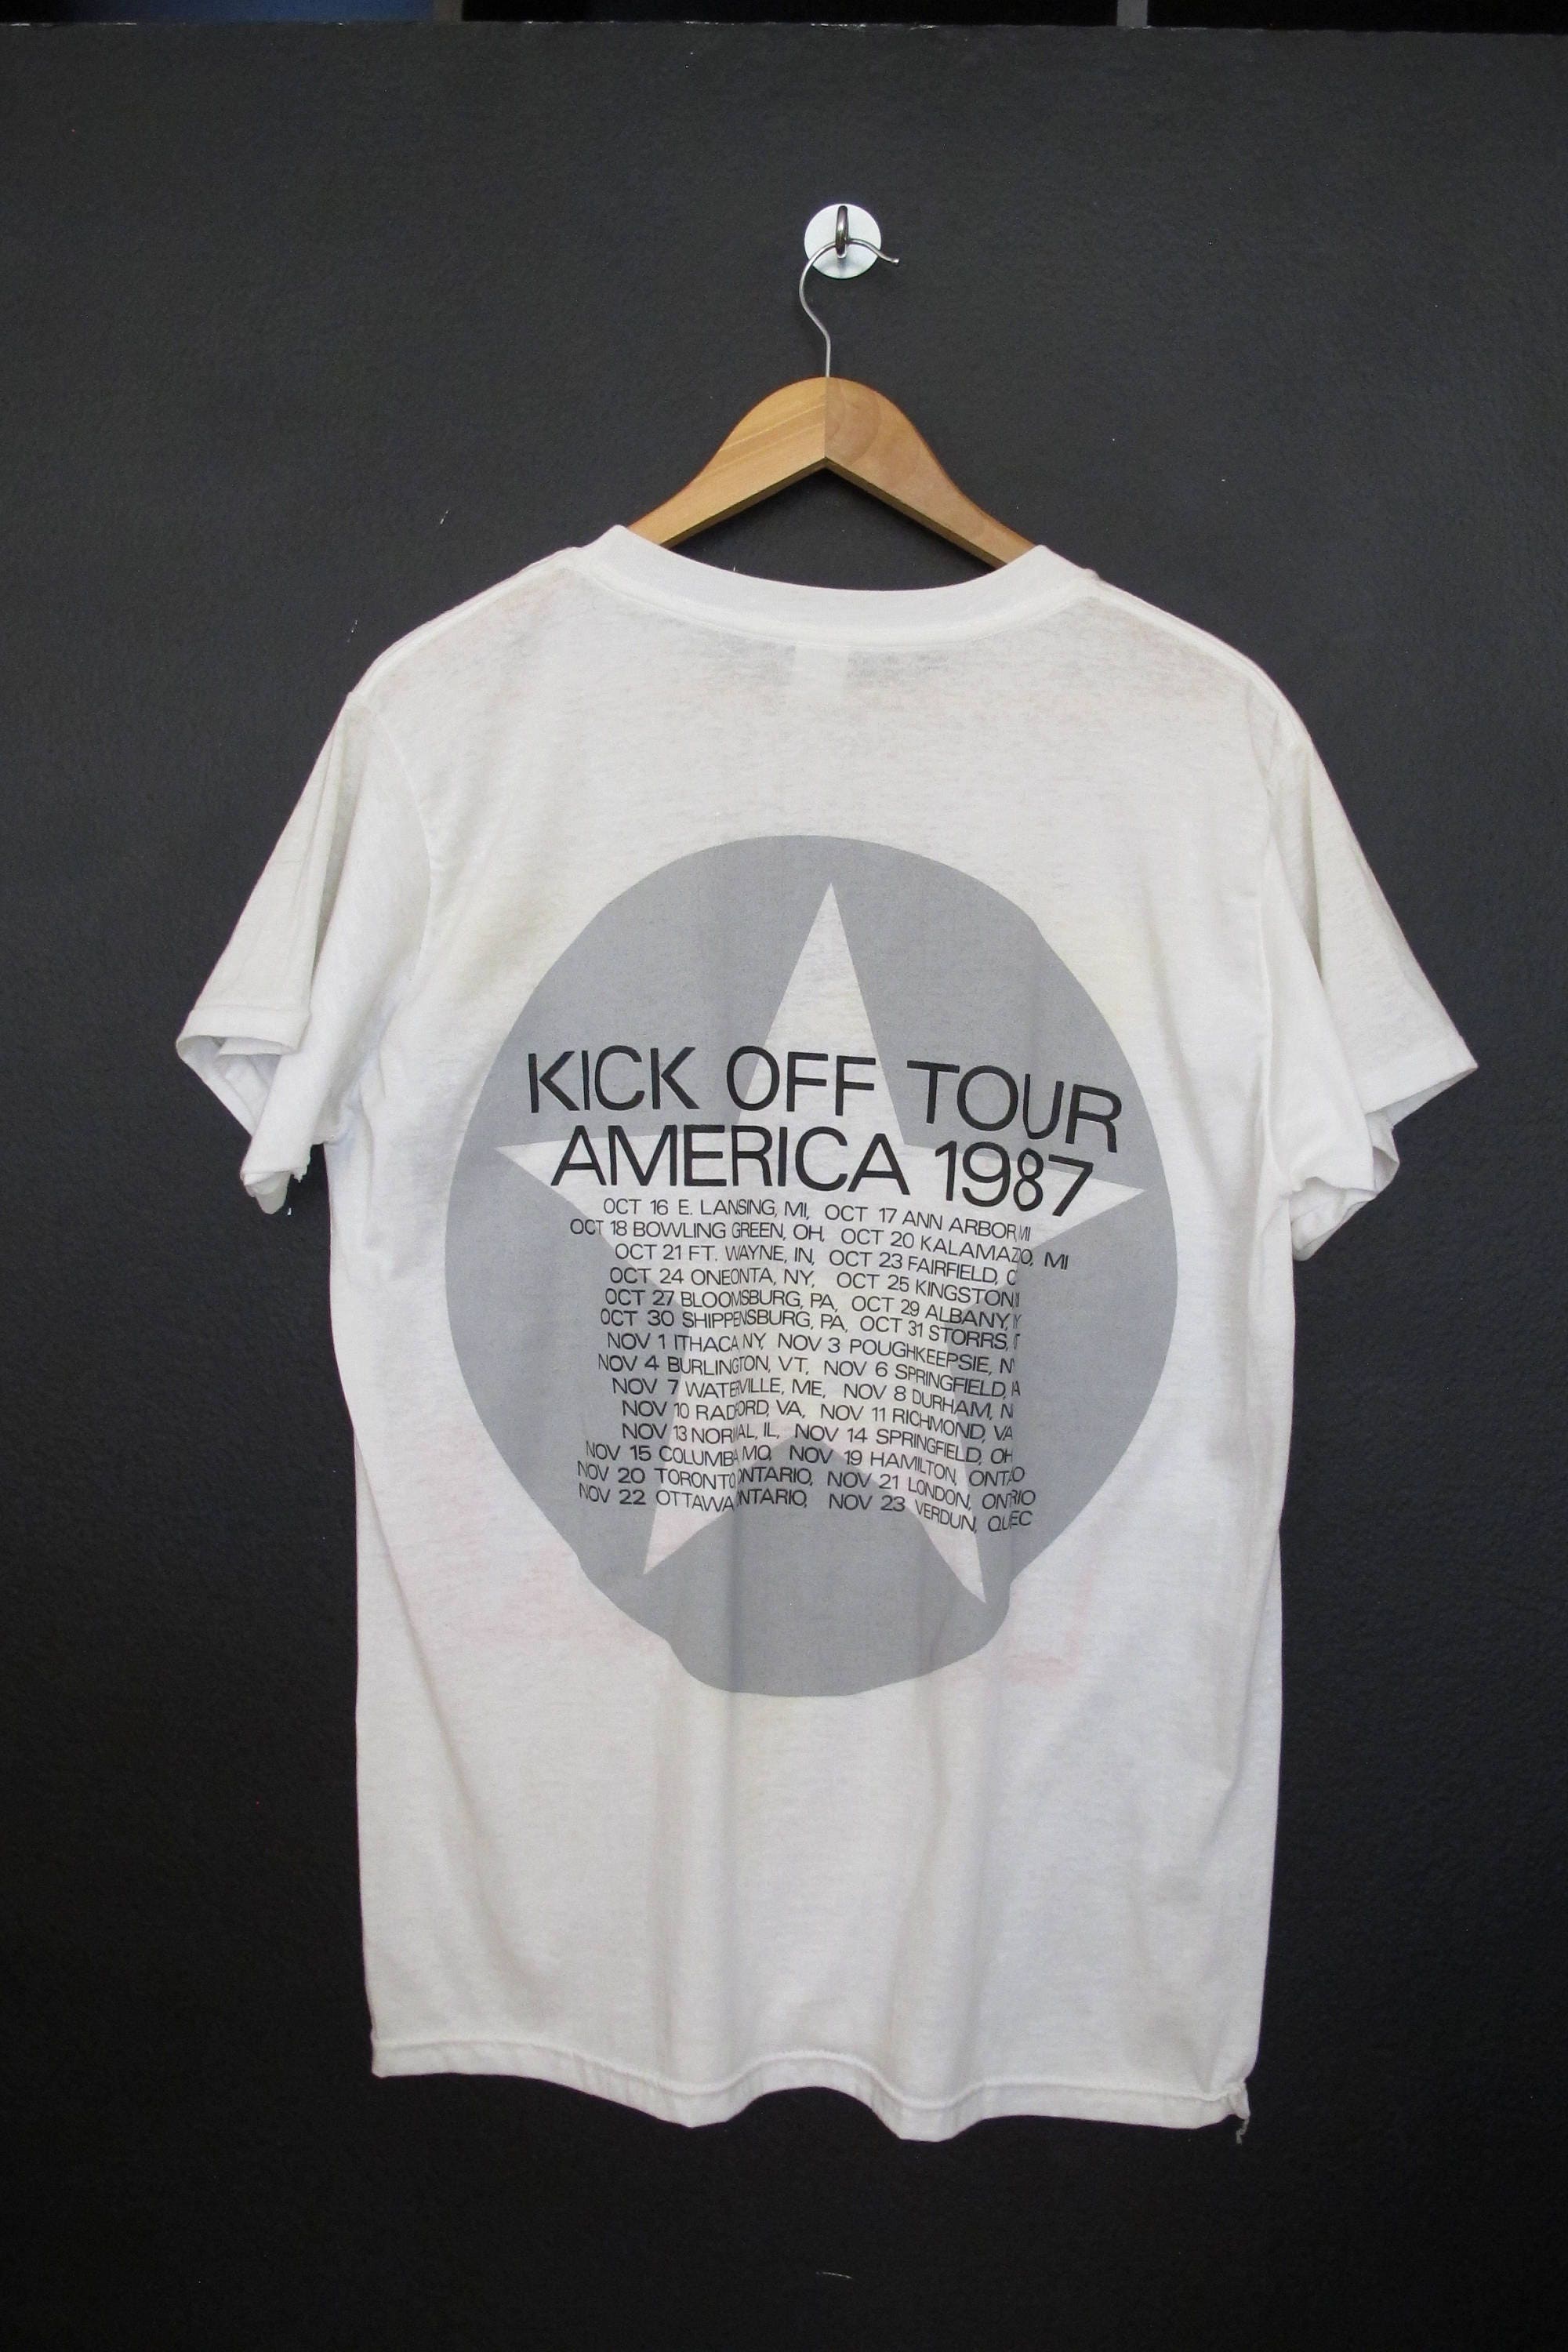 KICK OFF TOUR
AMERICA 1987
OCT 16 E. LANSING, MI, OCT 17 ANN ARBOR, MI
OCT 18 BOWLING GREEN, OH, OCT 20 KALAMAZOO, MI
OCT 21 FT. WAYNE, IN, OCT 23 FAIRFIELD,
OCT 24 ONEONTA, NY, OCT 25 KINGSTON
OCT 27 BLOOMSBURG, PA, OCT 29 ALBANY,
OCT 30 SHIPPENSBURG, PA, OCT 31 STORRS,
NOV 1 ITHACA NY, NOV 3 POUGHKEEPSIE, NY
NOV 4 BURLINGTON, VT, NOV 6 SPRINGFIELD,
NOV 7 WATERVILLE, ME, NOV 8 DURHAM,
NOV 10 RADFORD, VA, NOV 11 RICHMOND, VA
NOV 13 NORMAL, IL, NOV 14 SPRINGFIELD, OH
NOV 15 COLUMBIA MO, NOV 19 HAMILTON, ONTARIO
NOV 20 TORONTO ONTARIO, NOV 21 LONDON, ONTARIO
NOV 22 OTTAWA ONTARIO, NOV 23 VERDUN, QUEBEC